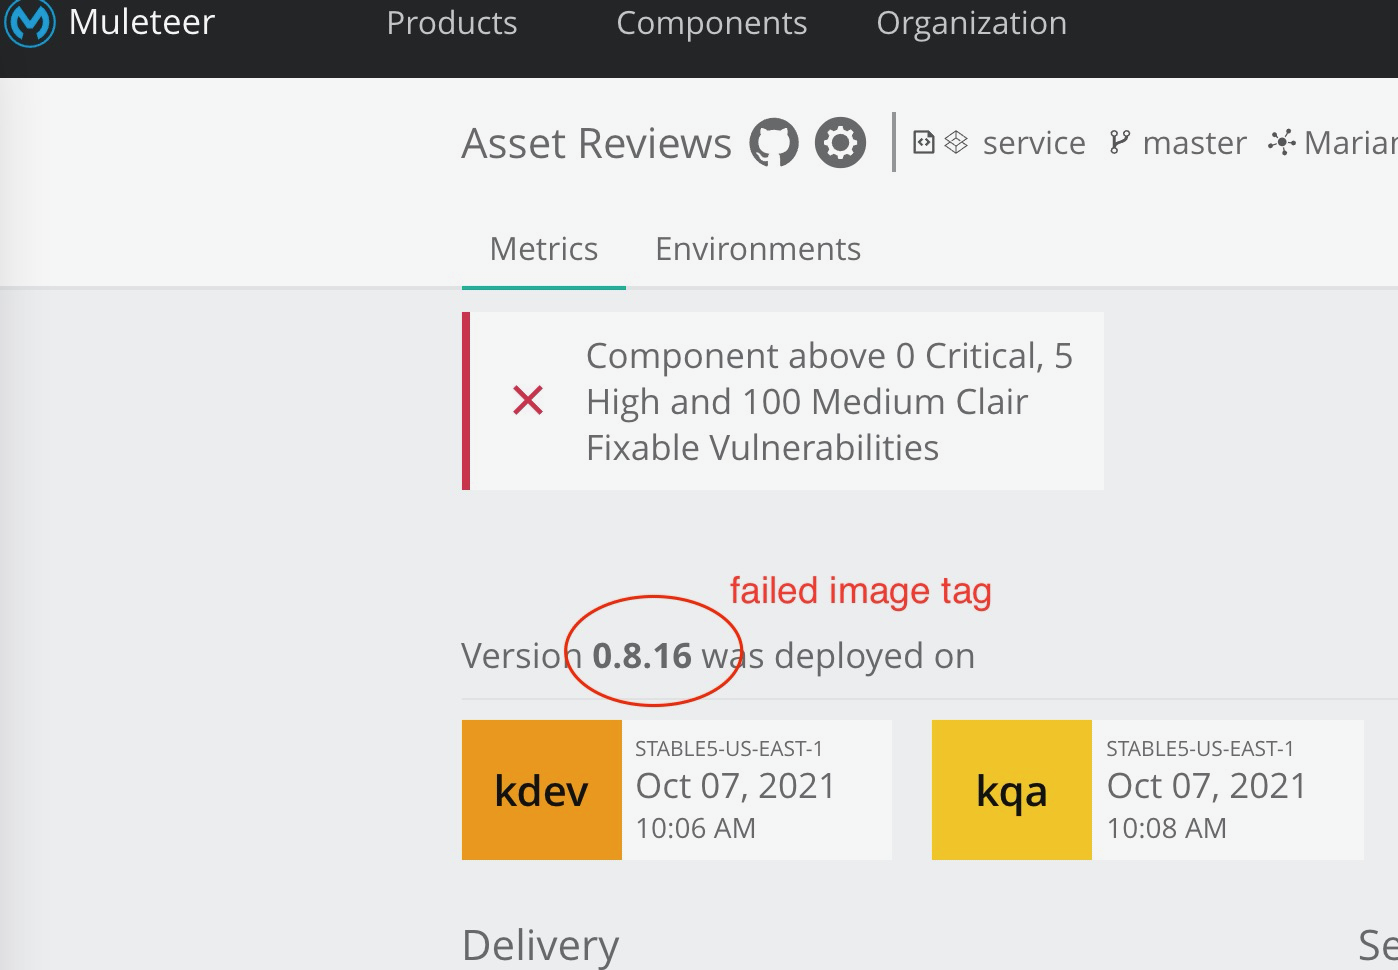 Muleteer Products Components Organization
Asset Reviews service master Marian
Metrics Environments
Component above 0 Critical, 5
High and 100 Medium Clair
Fixable Vulnerabilities
failed image tag
Version 0.8.16 was deployed on
kdev
STABLE5-US-EAST-1
Oct 07, 2021
10:06 AM
kqa
STABLE5-US-EAST-1
Oct 07, 2021
10:08 AM
Delivery
Se